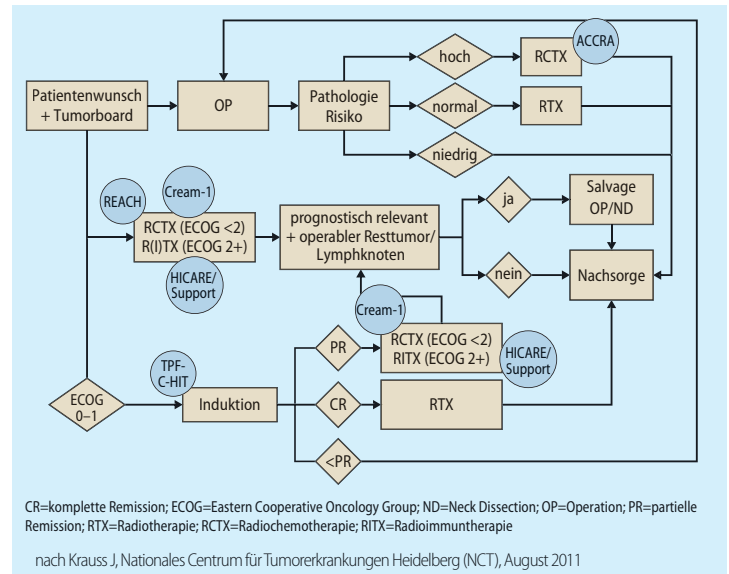 ACCRA
hoch
RCTX
Patientenwunsch
+ Tumorboard
OP
Pathologie
Risiko
normal
RTX
niedrig
REACH
Cream-1
RCTX (ECOG <2)
R(I)TX (ECOG 2+)
HICARE/
Support
prognostisch relevant
+ operabler Resttumor/
Lymphknoten
ja
Salvage
OP/ND
nein
Nachsorge
Cream-1
PR
RCTX (ECOG <2)
RITX (ECOG 2+)
HICARE/
Support
TPF-
C-HIT
ECOG
0–1
Induktion
CR
RTX
<PR
CR=komplette Remission; ECOG=Eastern Cooperative Oncology Group; ND=Neck Dissection; OP=Operation; PR=partielle
Remission; RTX=Radiotherapie; RCTX=Radiochemotherapie; RITX=Radioimmuntherapie
nach Krauss J, Nationales Centrum für Tumorerkrankungen Heidelberg (NCT), August 2011